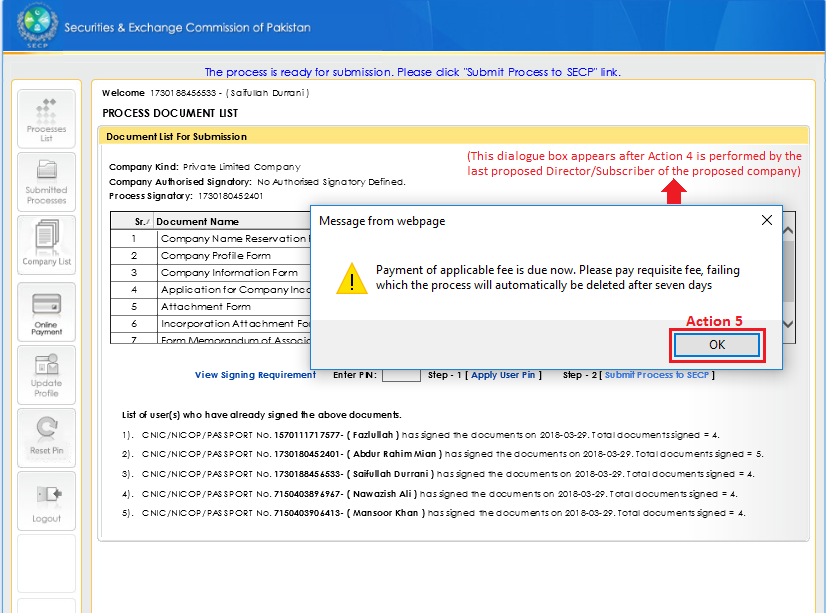 Securities & Exchange Commission of Pakistan
SECP
The process is ready for submission. Please click "Submit Process to SECP" link.
Welcome 1730188456533 - ( Saifullah Durrani )
PROCESS DOCUMENT LIST
Document List For Submission
(This dialogue box appears after Action 4 is performed by the
last proposed Director/Subscriber of the proposed company)
Company Kind: Private Limited Company
Company Authorised Signatory: No Authorised Signatory Defined.
Process Signatory: 1730180452401
Sr. Document Name
1 Company Name Reservation
2 Company Profile Form
3 Company Information Form
4 Application for Company Inc
5 Attachment Form
6 Incorporation Attachment Fo
7 Form Memorandum of Associ
Message from webpage
Payment of applicable fee is due now. Please pay requisite fee, failing
which the process will automatically be deleted after seven days
Action 5
OK
View Signing Requirement Enter PIN: Step - 1 [ Apply User Pin ] Step - 2 [ Submit Process to SECP ]
List of user(s) who have already signed the above documents.
1). CNIC/NICOP/PASSPORT No. 1570111717577- ( Fazlullah ) has signed the documents on 2018-03-29. Total documents signed = 4.
2). CNIC/NICOP/PASSPORT No. 1730180452401- ( Abdur Rahim Mian ) has signed the documents on 2018-03-29. Total documents signed = 5.
3). CNIC/NICOP/PASSPORT No. 1730188456533- ( Saifullah Durrani ) has signed the documents on 2018-03-29. Total documents signed = 4.
4). CNIC/NICOP/PASSPORT No. 7150403896967- ( Nawazish Ali ) has signed the documents on 2018-03-29. Total documents signed = 4.
5). CNIC/NICOP/PASSPORT No. 7150403906413- ( Mansoor Khan ) has signed the documents on 2018-03-29. Total documents signed = 4.
Processes
List
Submitted
Processes
Company List
Online
Payment
Update
Profile
Reset Pin
Logout